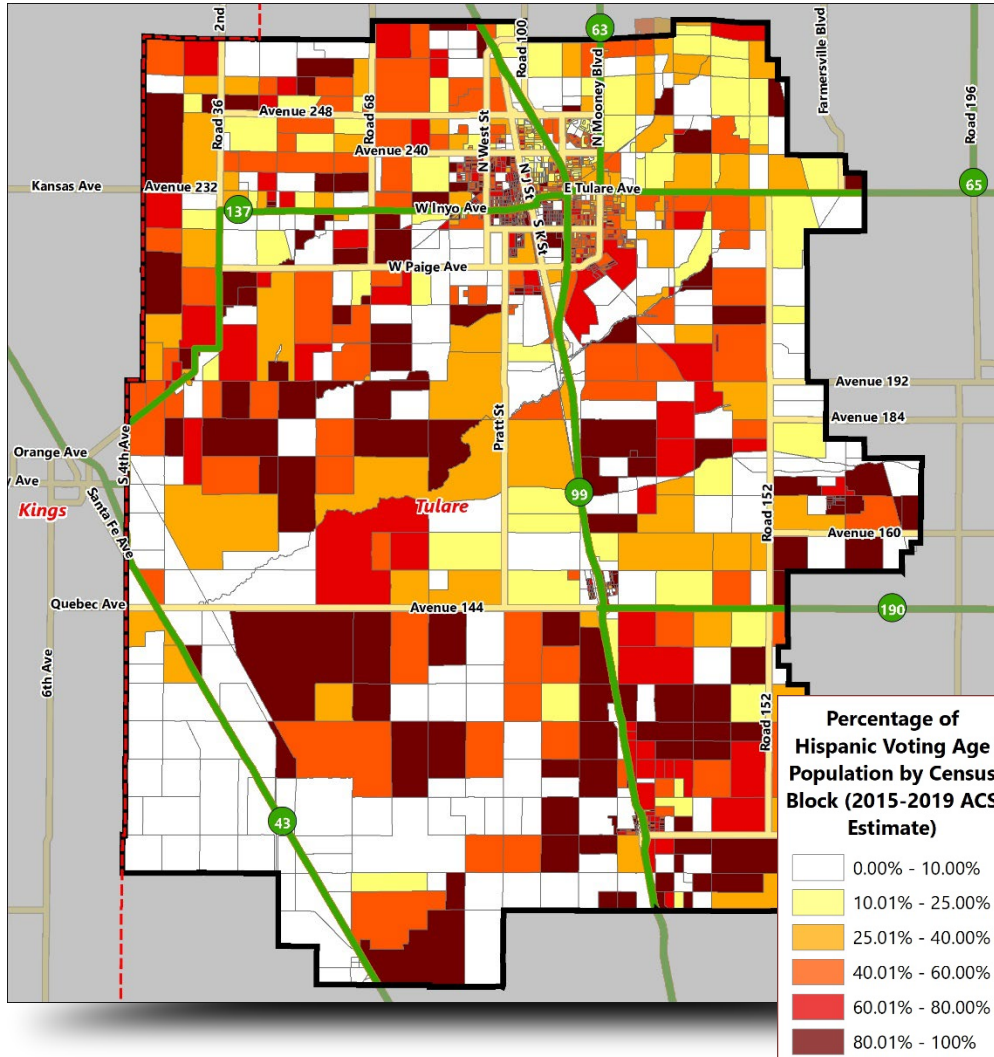 2nd
63
Road 100
Farmersville Blvd
Road 196
Road 36
Road 68
N West St
N Mooney Blvd
Avenue 248
Avenue 240
Kansas Ave
Avenue 232
N J St
E Tulare Ave
65
137
W Inyo Ave
S K St
W Paige Ave
Avenue 192
Pratt St
Avenue 184
S 4th Ave
Orange Ave
Ave
Kings
Santa Fe Ave
Tulare
99
Road 152
Avenue 160
Quebec Ave
Avenue 144
190
6th Ave
Road 152
43
Percentage of
Hispanic Voting Age
Population by Census
Block (2015-2019 ACS
Estimate)
0.00% - 10.00%
10.01% - 25.00%
25.01% - 40.00%
40.01% - 60.00%
60.01% - 80.00%
80.01% - 100%